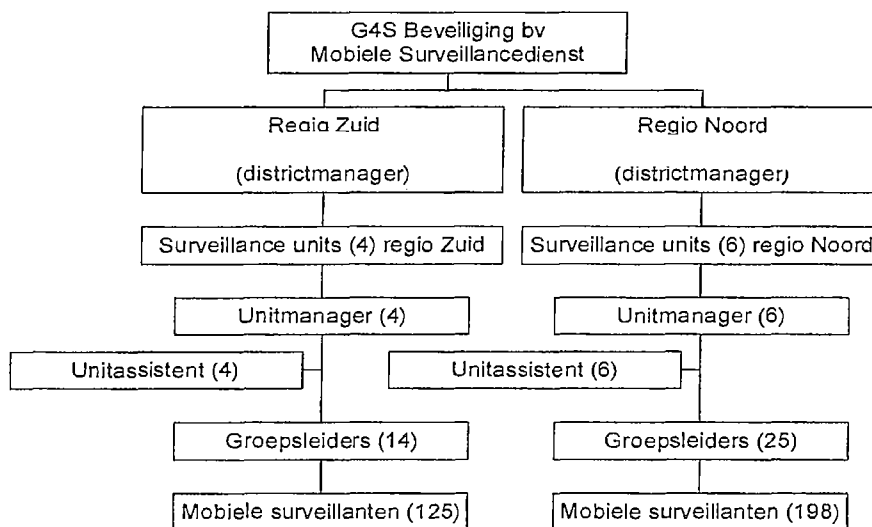 G4S Beveiliging bv
Mobiele Surveillancedienst
Regio Zuid
(districtmanager)
Regio Noord
(districtmanager)
Surveillance units (4) regio Zuid
Surveillance units (6) regio Noord
Unitmanager (4)
Unitmanager (6)
Unitassistent (4)
Unitassistent (6)
Groepsleiders (14)
Groepsleiders (25)
Mobiele surveillanten (125)
Mobiele surveillanten (198)